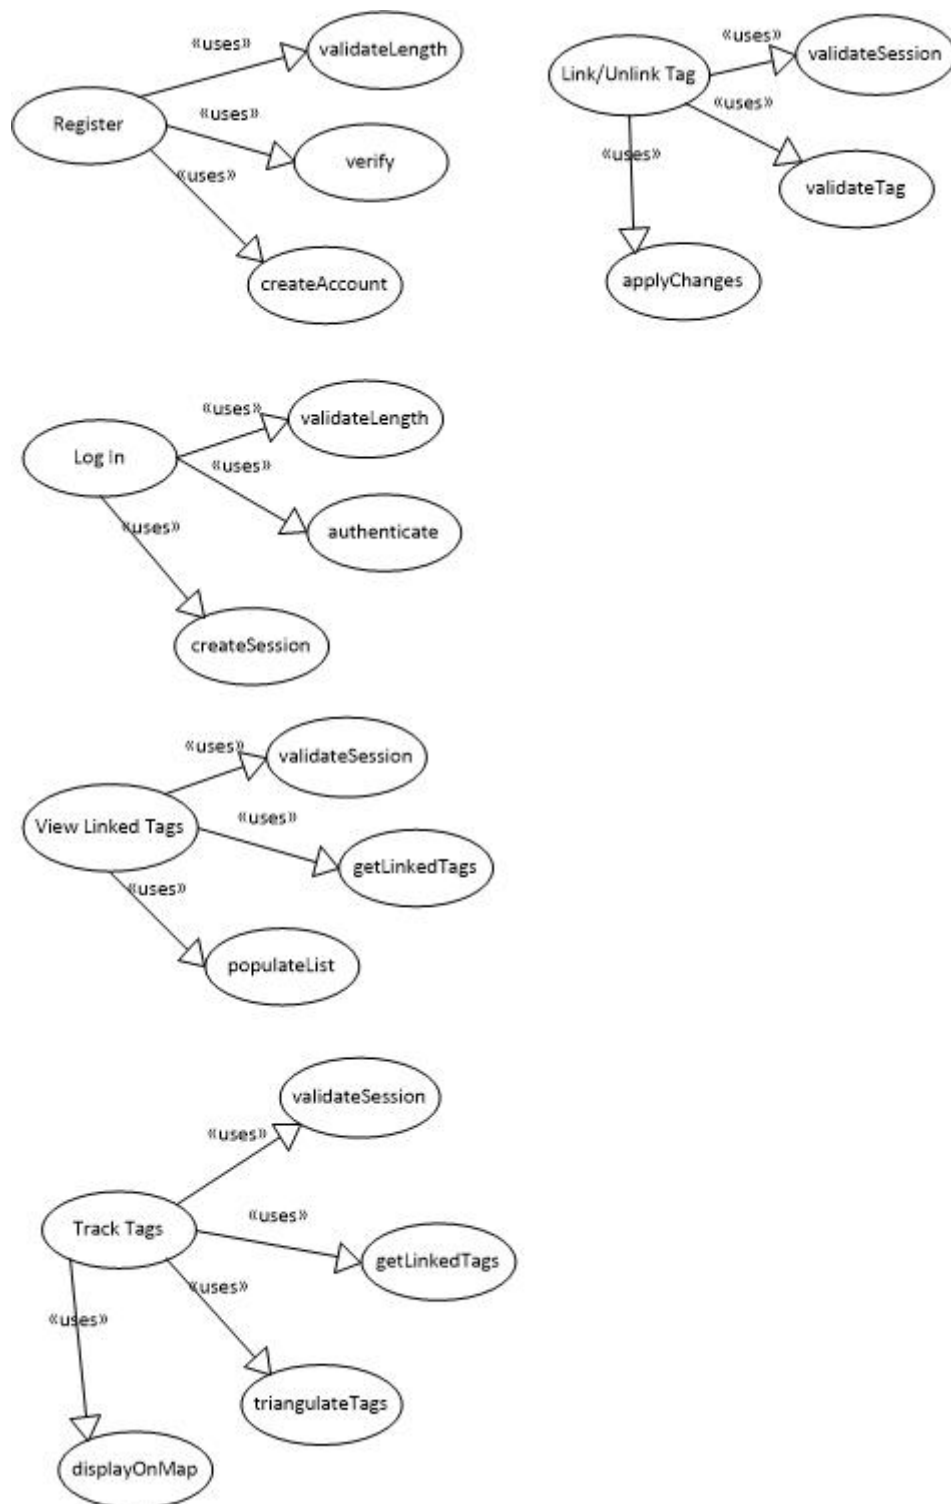 «uses»
validateLength
Register
«uses»
verify
«uses»
createAccount
«uses»
validateSession
Link/Unlink Tag
«uses»
validateTag
«uses»
applyChanges
«uses»
validateLength
Log In
«uses»
authenticate
«uses»
createSession
«uses»
validateSession
View Linked Tags
«uses»
getLinkedTags
«uses»
populateList
validateSession
«uses»
Track Tags
«uses»
getLinkedTags
«uses»
triangulateTags
«uses»
displayOnMap